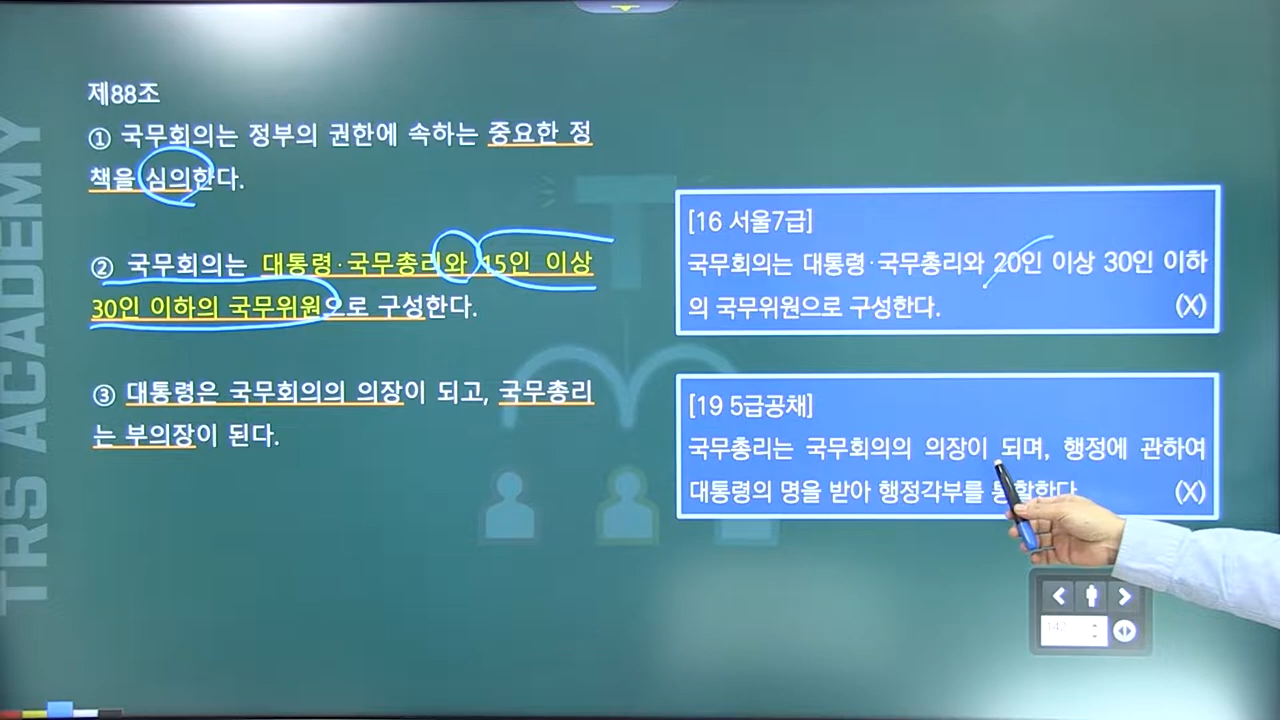 TRS ACADEMY
제88조
① 국무회의는 정부의 권한에 속하는 중요한 정
책을 심의한다.
② 국무회의는 대통령·국무총리와 15인 이상
30인 이하의 국무위원으로 구성한다.
③ 대통령은 국무회의의 의장이 되고, 국무총리
는 부의장이 된다.
[16 서울7급]
국무회의는 대통령·국무총리와 20인 이상 30인 이하
의 국무위원으로 구성한다. (X)
[19 5급공채]
국무총리는 국무회의의 의장이 되며, 행정에 관하여
대통령의 명을 받아 행정각부를 통할한다. (X)
142